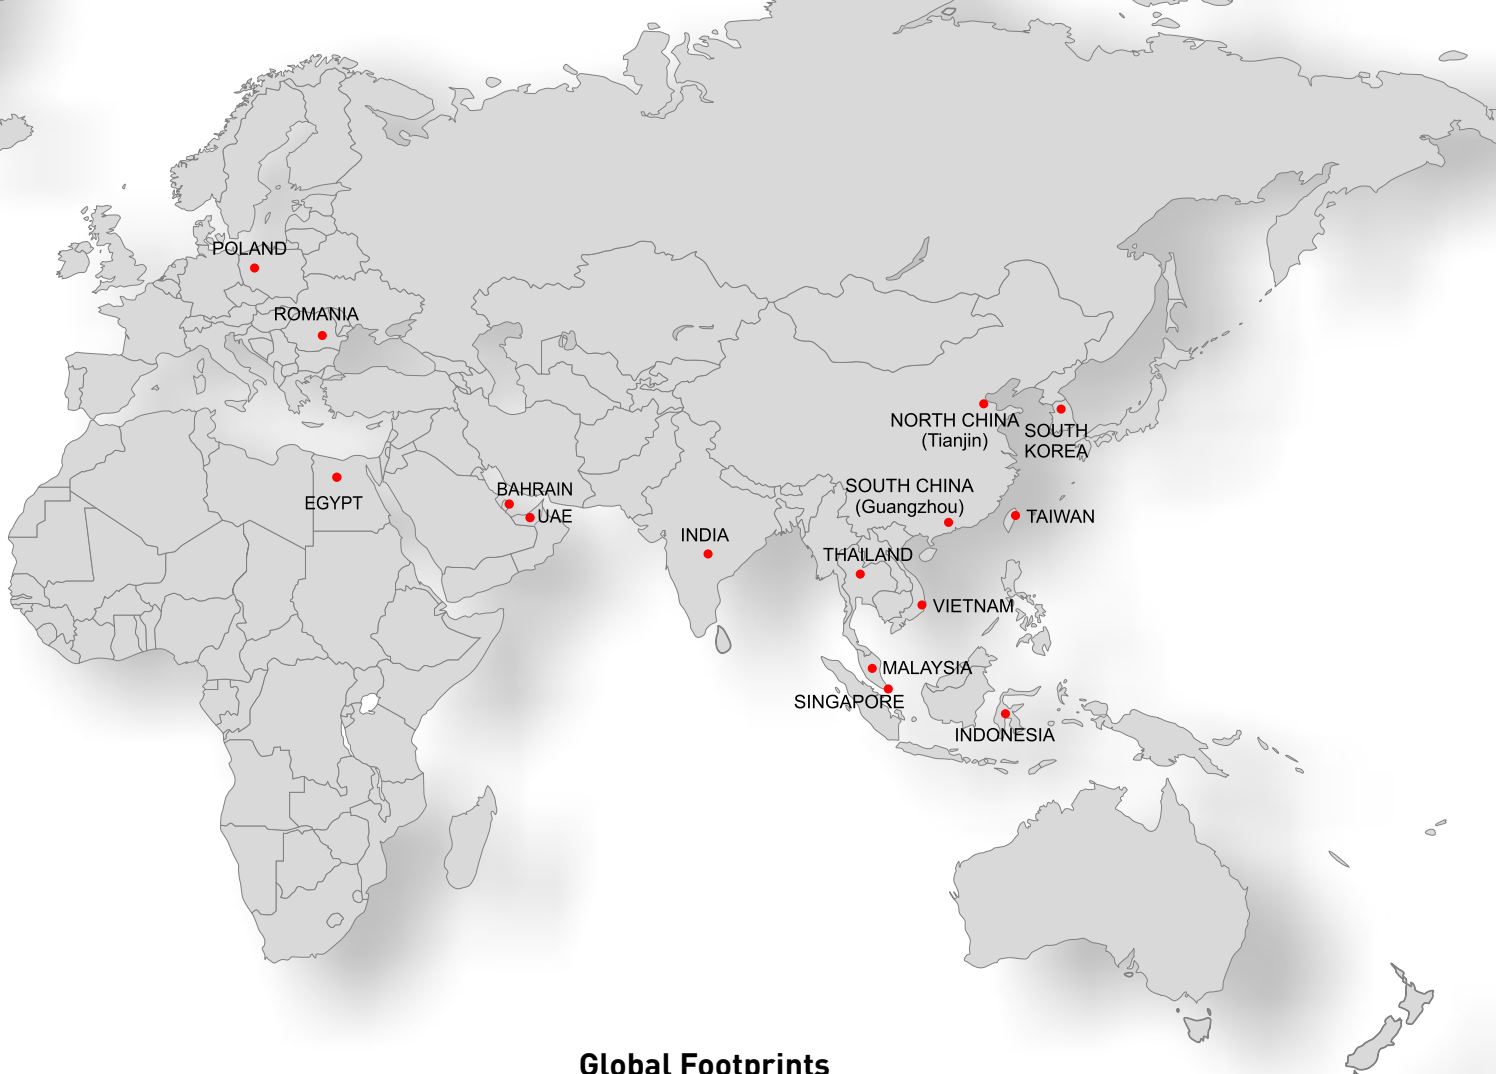 POLAND
ROMANIA
NORTH CHINA
(Tianjin)
SOUTH
KOREA
EGYPT
BAHRAIN
UAE
SOUTH CHINA
(Guangzhou)
TAIWAN
INDIA
THAILAND
VIETNAM
MALAYSIA
SINGAPORE
INDONESIA
Global Footprints